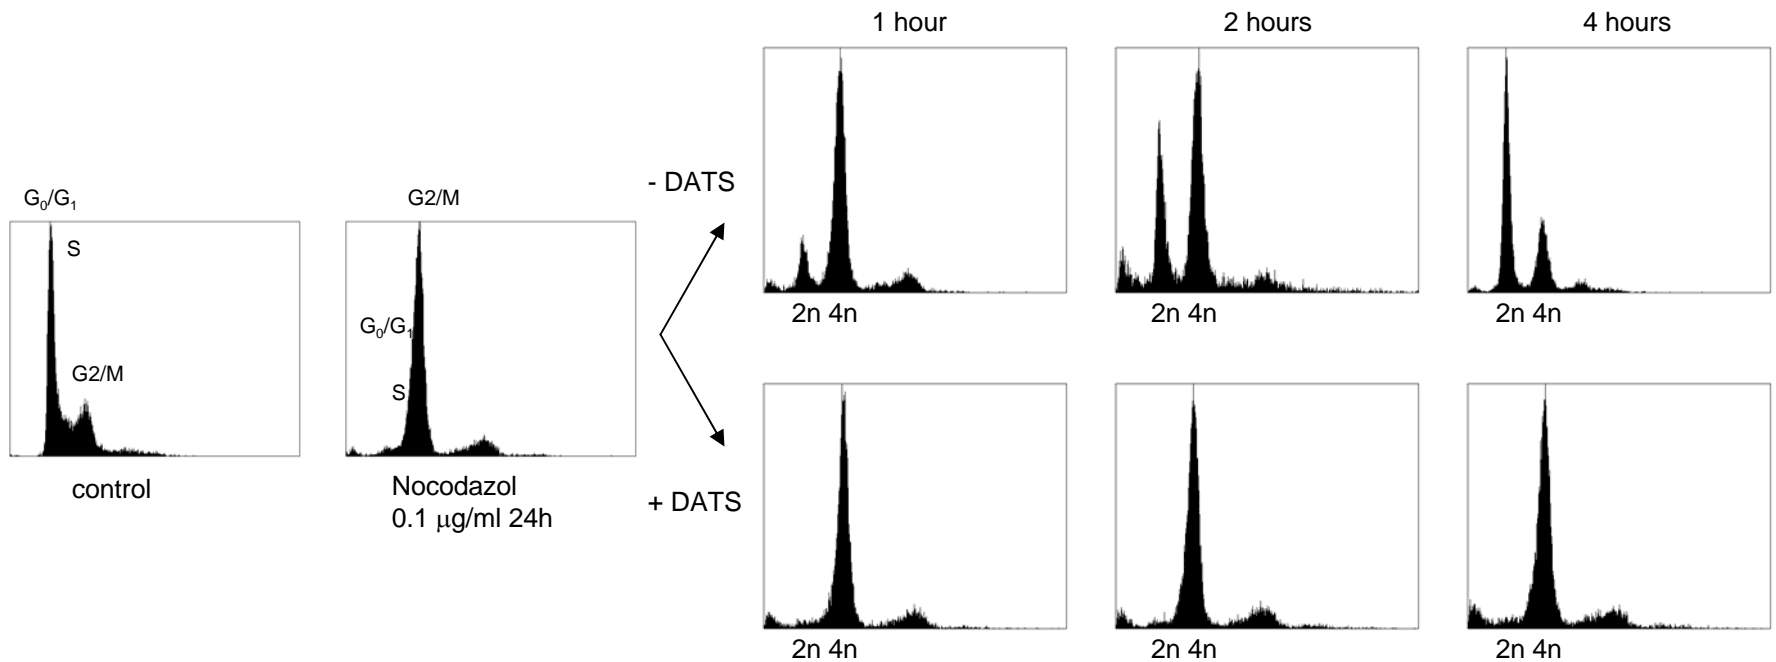 1 hour
2 hours
4 hours
- DATS
G₀/G₁
S
G2/M
control
G2/M
G₀/G₁
S
Nocodazol
0.1 μg/ml 24h
2n 4n
2n 4n
2n 4n
+ DATS
2n 4n
2n 4n
2n 4n